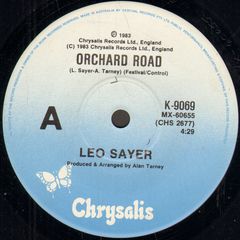 ℗ 1983
Chrysalis Records Ltd., England
(C) 1983 Chrysalis Records Ltd., England
ORCHARD ROAD
(L. Sayer-A. Tarney) (Festival/Control)
A
K-9069
MX-60655
(CHS 2677)
4:29
LEO SAYER
Produced & Arranged by Alan Tarney
Chrysalis